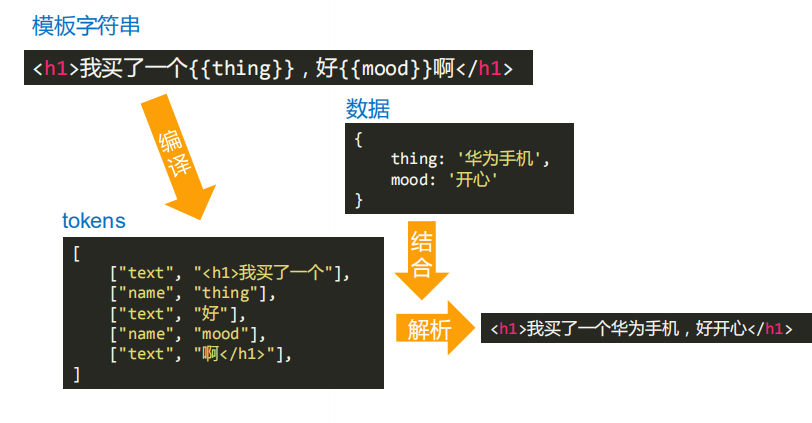 模板字符串
<h1>我买了一个{{thing}}，好{{mood}}啊</h1>
编译
数据
{
thing: '华为手机',
mood: '开心'
}
tokens
[
["text", "<h1>我买了一个"],
["name", "thing"],
["text", "好"],
["name", "mood"],
["text", "啊</h1>"],
]
结合
解析
<h1>我买了一个华为手机，好开心</h1>